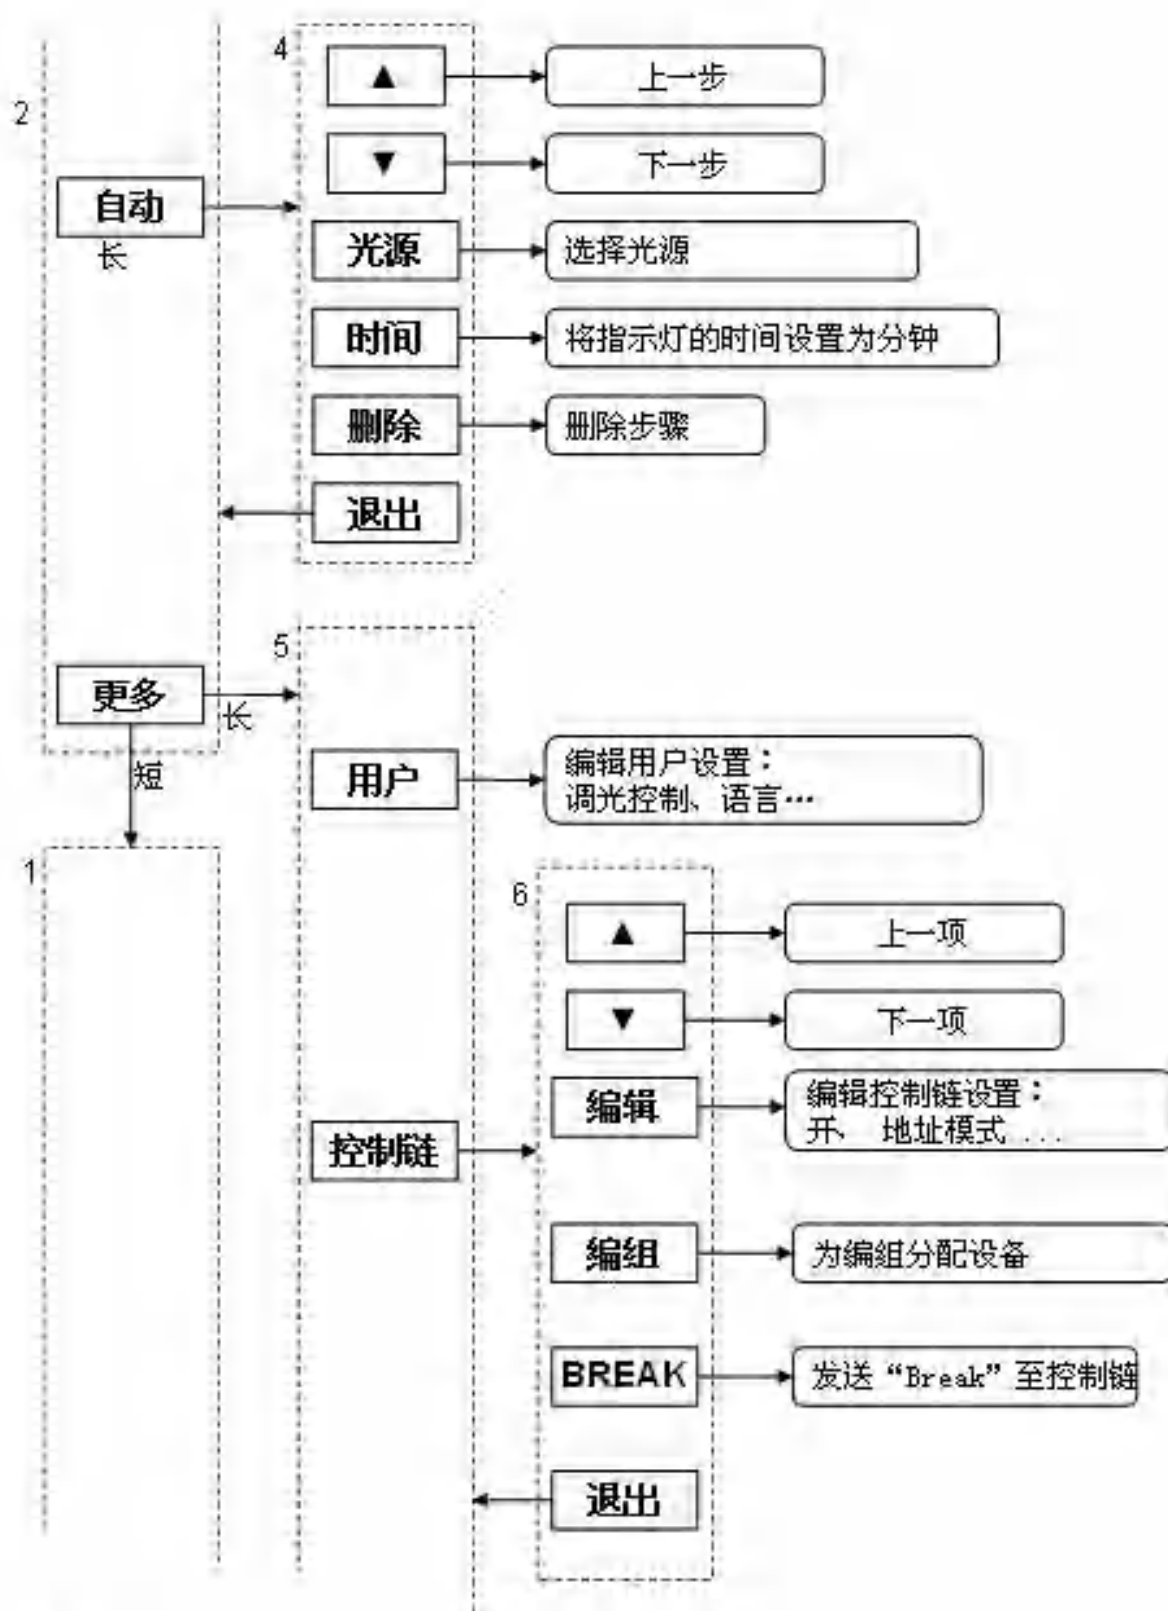 4
▲
上一步
2
▼
下一步
自动
长
光源
选择光源
时间
将指示灯的时间设置为分钟
删除
删除步骤
退出
5
更多
长
短
用户
编辑用户设置：
调光控制、语言…
1
6
▲
上一项
▼
下一项
编辑
编辑控制链设置：
开、 地址模式 ....
控制链
编组
为编组分配设备
BREAK
发送“Break”至控制链
退出